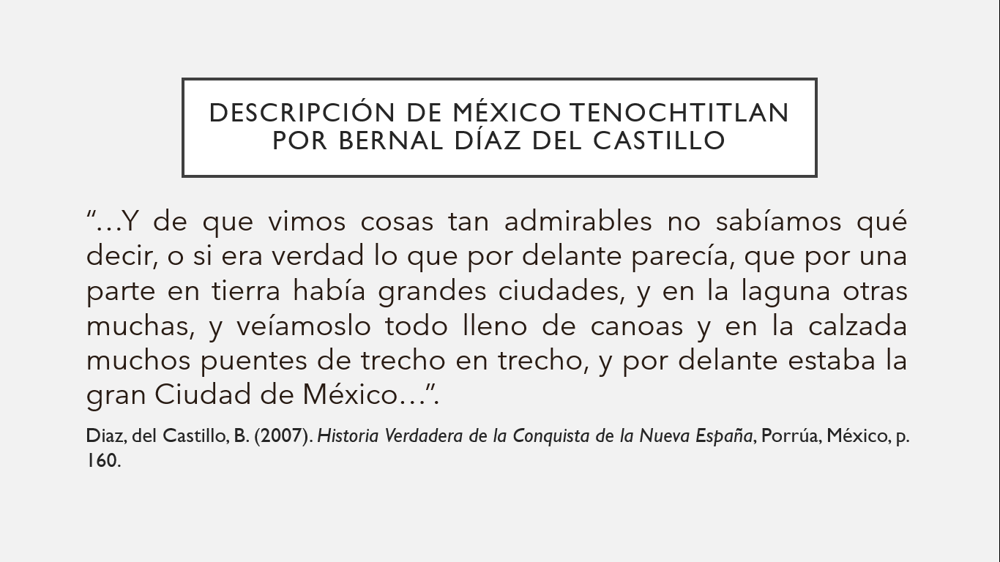 DESCRIPCIÓN DE MÉXICO TENOCHTITLAN
POR BERNAL DÍAZ DEL CASTILLO
“…Y de que vimos cosas tan admirables no sabíamos qué
decir, o si era verdad lo que por delante parecía, que por una
parte en tierra había grandes ciudades, y en la laguna otras
muchas, y veíamoslo todo lleno de canoas y en la calzada
muchos puentes de trecho en trecho, y por delante estaba la
gran Ciudad de México…”.
Diaz, del Castillo, B. (2007). Historia Verdadera de la Conquista de la Nueva España, Porrúa, México, p.
160.